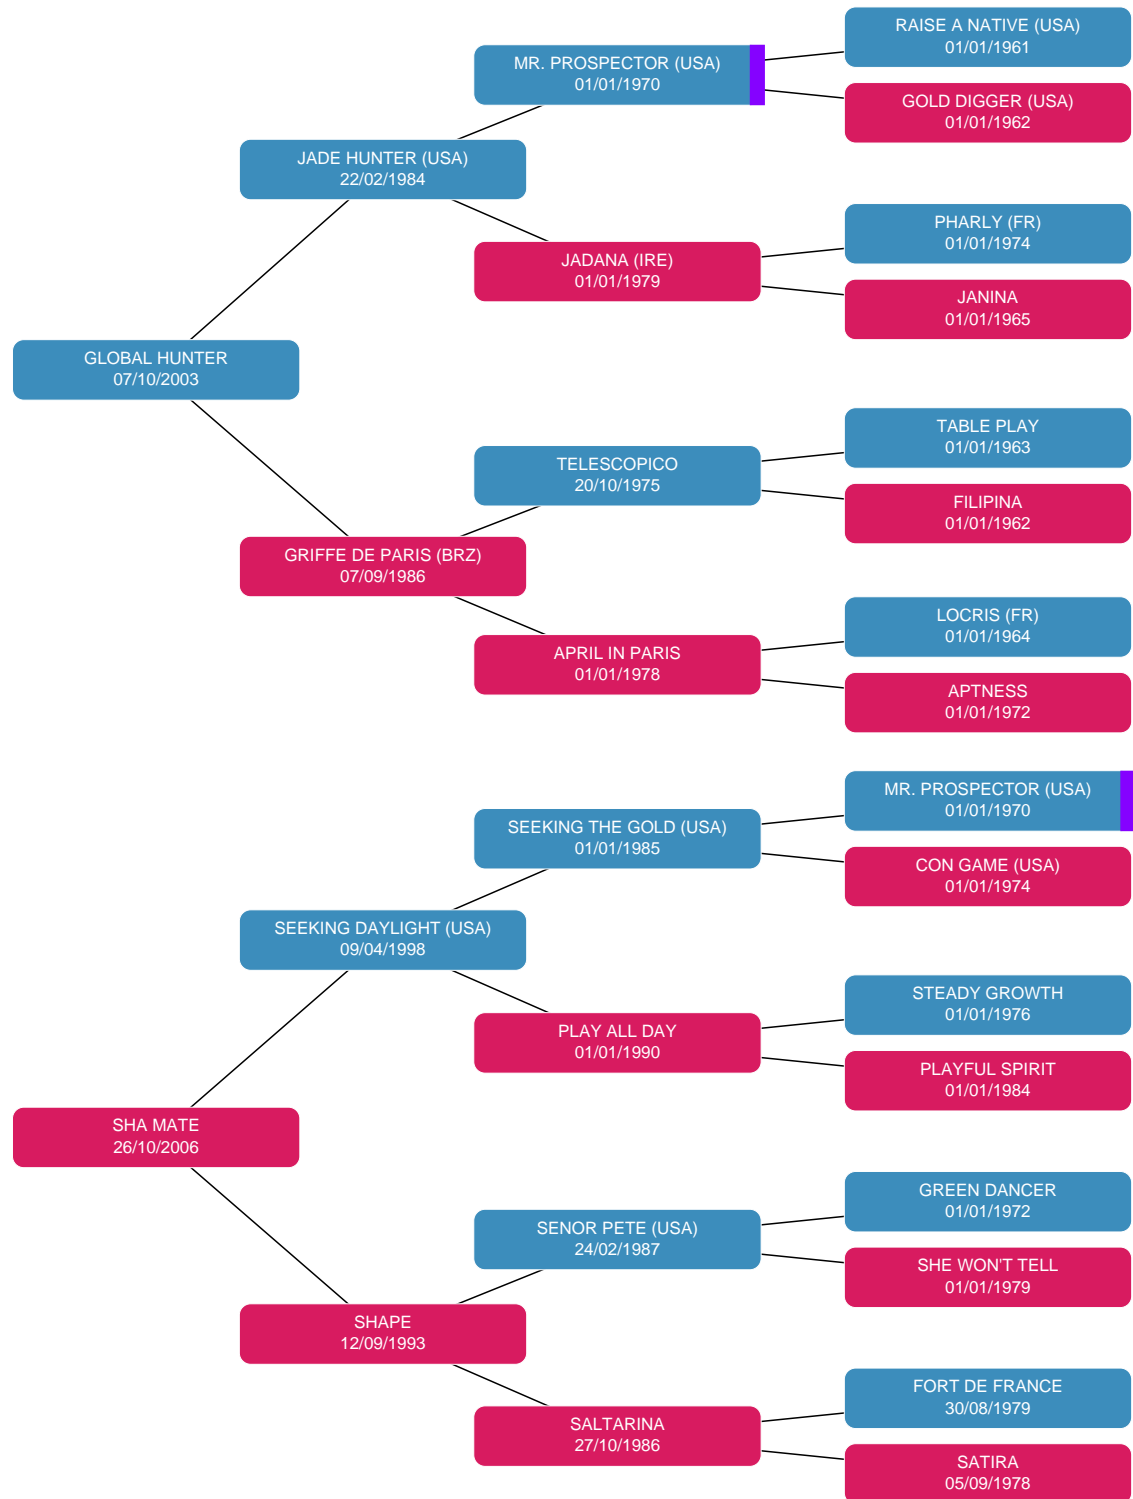 RAISE A NATIVE (USA)
01/01/1961
MR. PROSPECTOR (USA)
01/01/1970
GOLD DIGGER (USA)
01/01/1962
JADE HUNTER (USA)
22/02/1984
PHARLY (FR)
01/01/1974
JADANA (IRE)
01/01/1979
JANINA
01/01/1965
GLOBAL HUNTER
07/10/2003
TABLE PLAY
01/01/1963
TELESCOPICO
20/10/1975
FILIPINA
01/01/1962
GRIFFE DE PARIS (BRZ)
07/09/1986
LOCRIS (FR)
01/01/1964
APRIL IN PARIS
01/01/1978
APTNESS
01/01/1972
MR. PROSPECTOR (USA)
01/01/1970
SEEKING THE GOLD (USA)
01/01/1985
CON GAME (USA)
01/01/1974
SEEKING DAYLIGHT (USA)
09/04/1998
STEADY GROWTH
01/01/1976
PLAY ALL DAY
01/01/1990
PLAYFUL SPIRIT
01/01/1984
SHA MATE
26/10/2006
GREEN DANCER
01/01/1972
SENOR PETE (USA)
24/02/1987
SHE WON'T TELL
01/01/1979
SHAPE
12/09/1993
FORT DE FRANCE
30/08/1979
SALTARINA
27/10/1986
SATIRA
05/09/1978